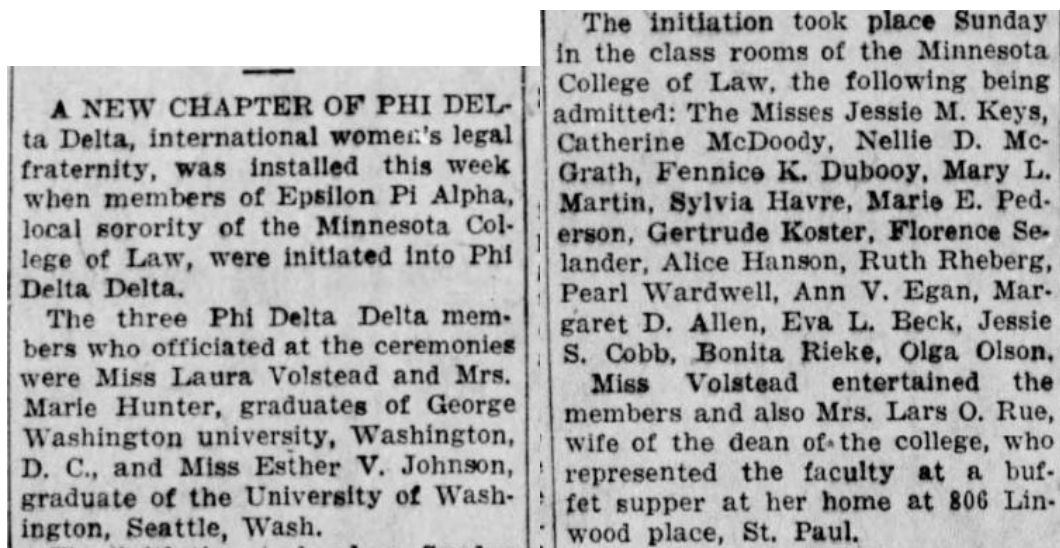 A NEW CHAPTER OF PHI DEL-
ta Delta, international women's legal
fraternity, was installed this week
when members of Epsilon Pi Alpha,
local sorority of the Minnesota Col-
lege of Law, were initiated into Phi
Delta Delta.
The three Phi Delta Delta mem-
bers who officiated at the ceremonies
were Miss Laura Volstead and Mrs.
Marie Hunter, graduates of George
Washington university, Washington,
D. C., and Miss Esther V. Johnson,
graduate of the University of Wash-
ington, Seattle, Wash.
The initiation took place Sunday
in the class rooms of the Minnesota
College of Law, the following being
admitted: The Misses Jessie M. Keys,
Catherine McDoody, Nellie D. Mc-
Grath, Fennice K. Dubooy, Mary L.
Martin, Sylvia Havre, Marie E. Ped-
erson, Gertrude Koster, Florence Se-
lander, Alice Hanson, Ruth Rheberg,
Pearl Wardwell, Ann V. Egan, Mar-
garet D. Allen, Eva L. Beck, Jessie
S. Cobb, Bonita Rieke, Olga Olson.
Miss Volstead entertained the
members and also Mrs. Lars O. Rue,
wife of the dean of the college, who
represented the faculty at a buf-
fet supper at her home at 806 Lin-
wood place, St. Paul.